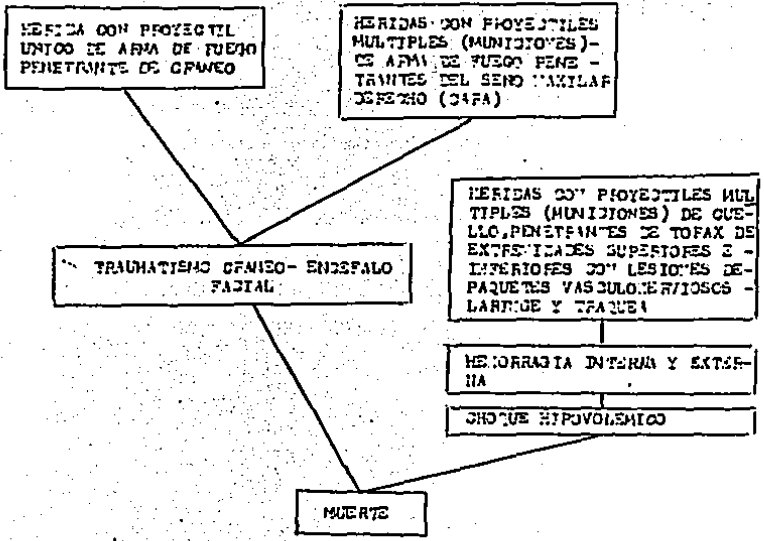 HERIDA CON PROYECTIL
UNICO DE ARMA DE FUEGO
PENETRANTE DE CRANEO
HERIDAS CON PROYECTILES
MULTIPLES (MUNICIONES)-
DE ARMA DE FUEGO PENE -
TRANTES DEL SENO MAXILAR
DERECHO (CARA)
HERIDAS CON PROYECTILES MUL
TIPLES (MUNICIONES) DE CUE-
LLO,PENETRANTES DE TORAX DE
EXTREMIDADES SUPERIORES E -
INFERIORES CON LESIONES DE-
PAQUETES VASCULONERVIOSOS -
LARINGE Y TRAQUEA
TRAUMATISMO CRANEO- ENCEFALO
FACIAL
HEMORRAGIA INTERNA Y EXTER-
NA
CHOQUE HIPOVOLEMICO
MUERTE